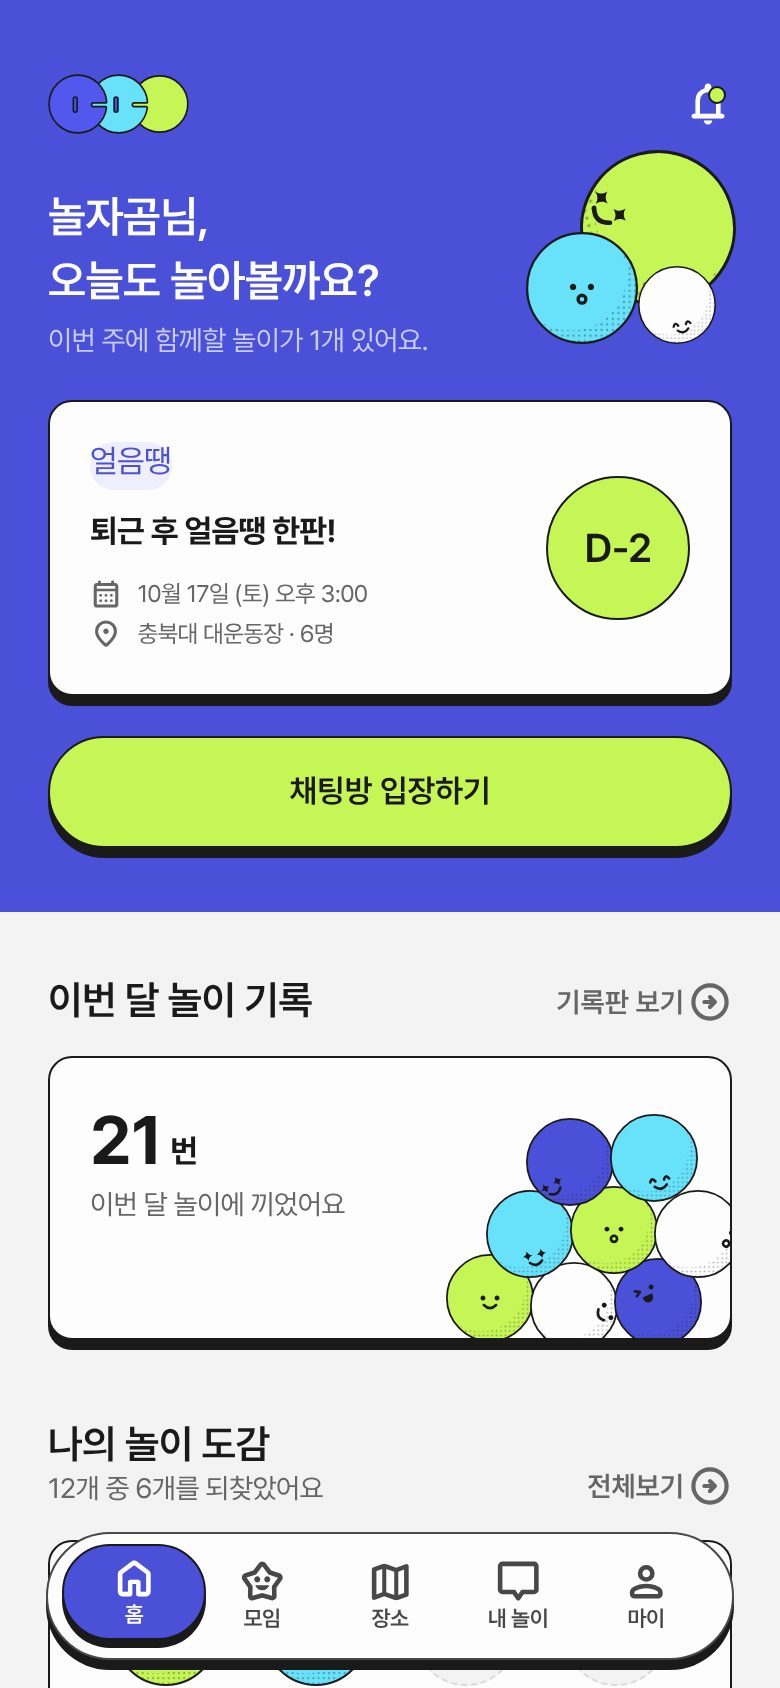 놀자곰님,
오늘도 놀아볼까요?
이번 주에 함께할 놀이가 1개 있어요.
얼음땡
퇴근 후 얼음땡 한판!
D-2
10월 17일 (토) 오후 3:00
충북대 대운동장 · 6명
채팅방 입장하기
이번 달 놀이 기록
기록판 보기
21 번
이번 달 놀이에 끼었어요
나의 놀이 도감
12개 중 6개를 되찾았어요
전체보기
홈
모임
장소
내 놀이
마이